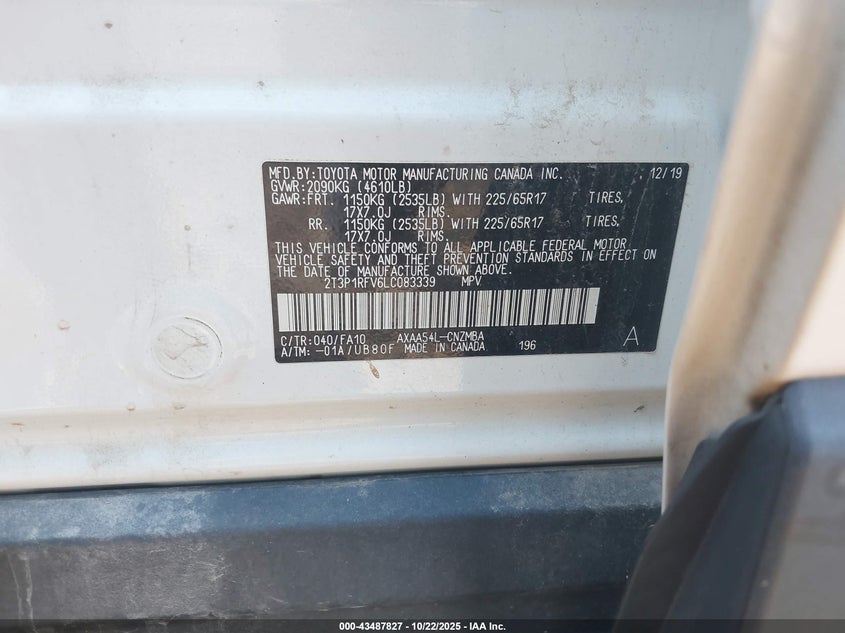 MFD.BY:TOYOTA MOTOR MANUFACTURING CANADA INC. 12/19
GVWR:2090KG (4610LB)
GAWR:FRT. 1150KG (2535LB) WITH 225/65R17 TIRES,
17X7.0J RIMS.
RR. 1150KG (2535LB) WITH 225/65R17 TIRES,
17X7.0J RIMS.
THIS VEHICLE CONFORMS TO ALL APPLICABLE FEDERAL MOTOR
VEHICLE SAFETY AND THEFT PREVENTION STANDARDS IN EFFECT
ON THE DATE OF MANUFACTURE SHOWN ABOVE.
2T3P1RFV6LC083339 MPV
C/TR:040/FA10 AXAA54L-CNZMBA
A/TM:-01A/UB80F MADE IN CANADA 196 A
000-43487827 - 10/22/2025 - IAA Inc.